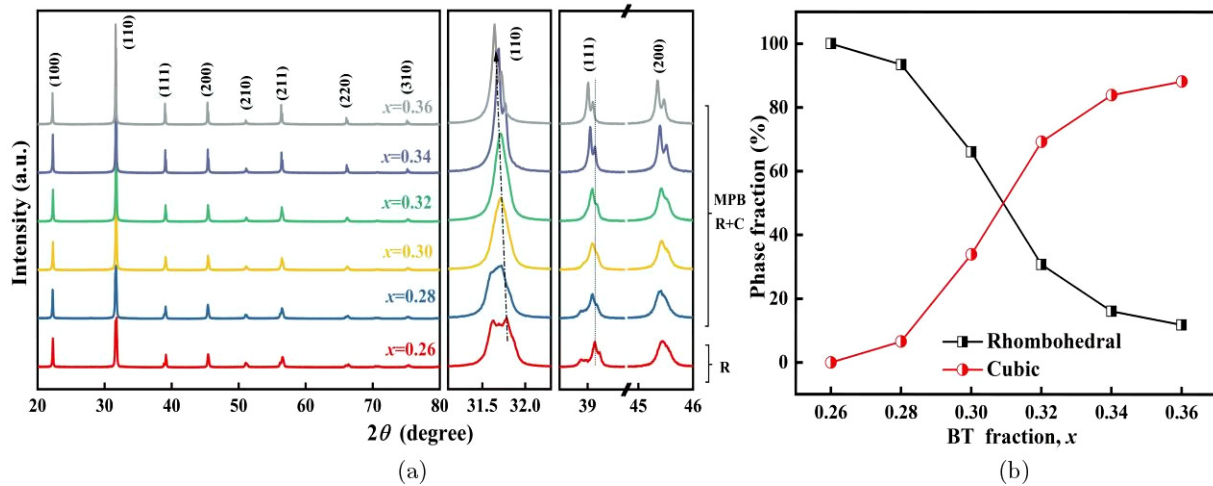 (100)
(110)
(111)
(200)
(210)
(211)
(220)
(310)
x=0.36
x=0.34
x=0.32
x=0.30
x=0.28
x=0.26
Intensity (a.u.)
20 30 40 50 60 70 80
(110)
31.5 32.0
(111)
(200)
39 45 46
MPB
R+C
R
2θ (degree)
(a)
(b)
Phase fraction (%)
100
80
60
40
20
0
Rhombohedral
Cubic
0.26 0.28 0.30 0.32 0.34 0.36
BT fraction, x
(b)